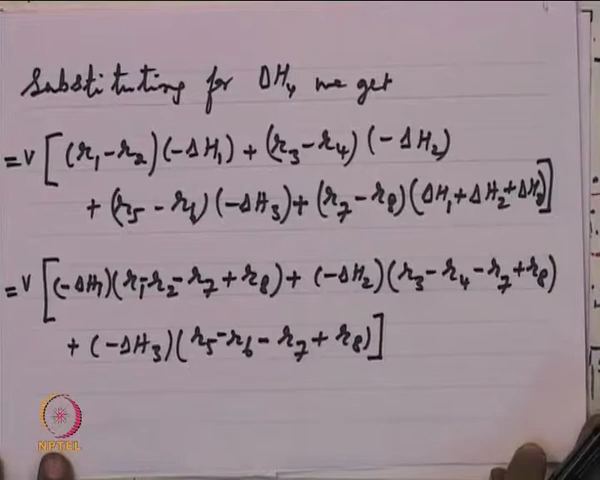 Substituting for ΔH₄ we get
= V [ (r₁ - r₂)(-ΔH₁) + (r₃ - r₄) (-ΔH₂)
+ (r₅ - r₆) (-ΔH₃) + (r₇ - r₈) (ΔH₁ + ΔH₂ + ΔH₃) ]
= V [ (-ΔH₁) (r₁ - r₂ - r₇ + r₈) + (-ΔH₂) (r₃ - r₄ - r₇ + r₈)
+ (-ΔH₃) (r₅ - r₆ - r₇ + r₈) ]
NPTEL